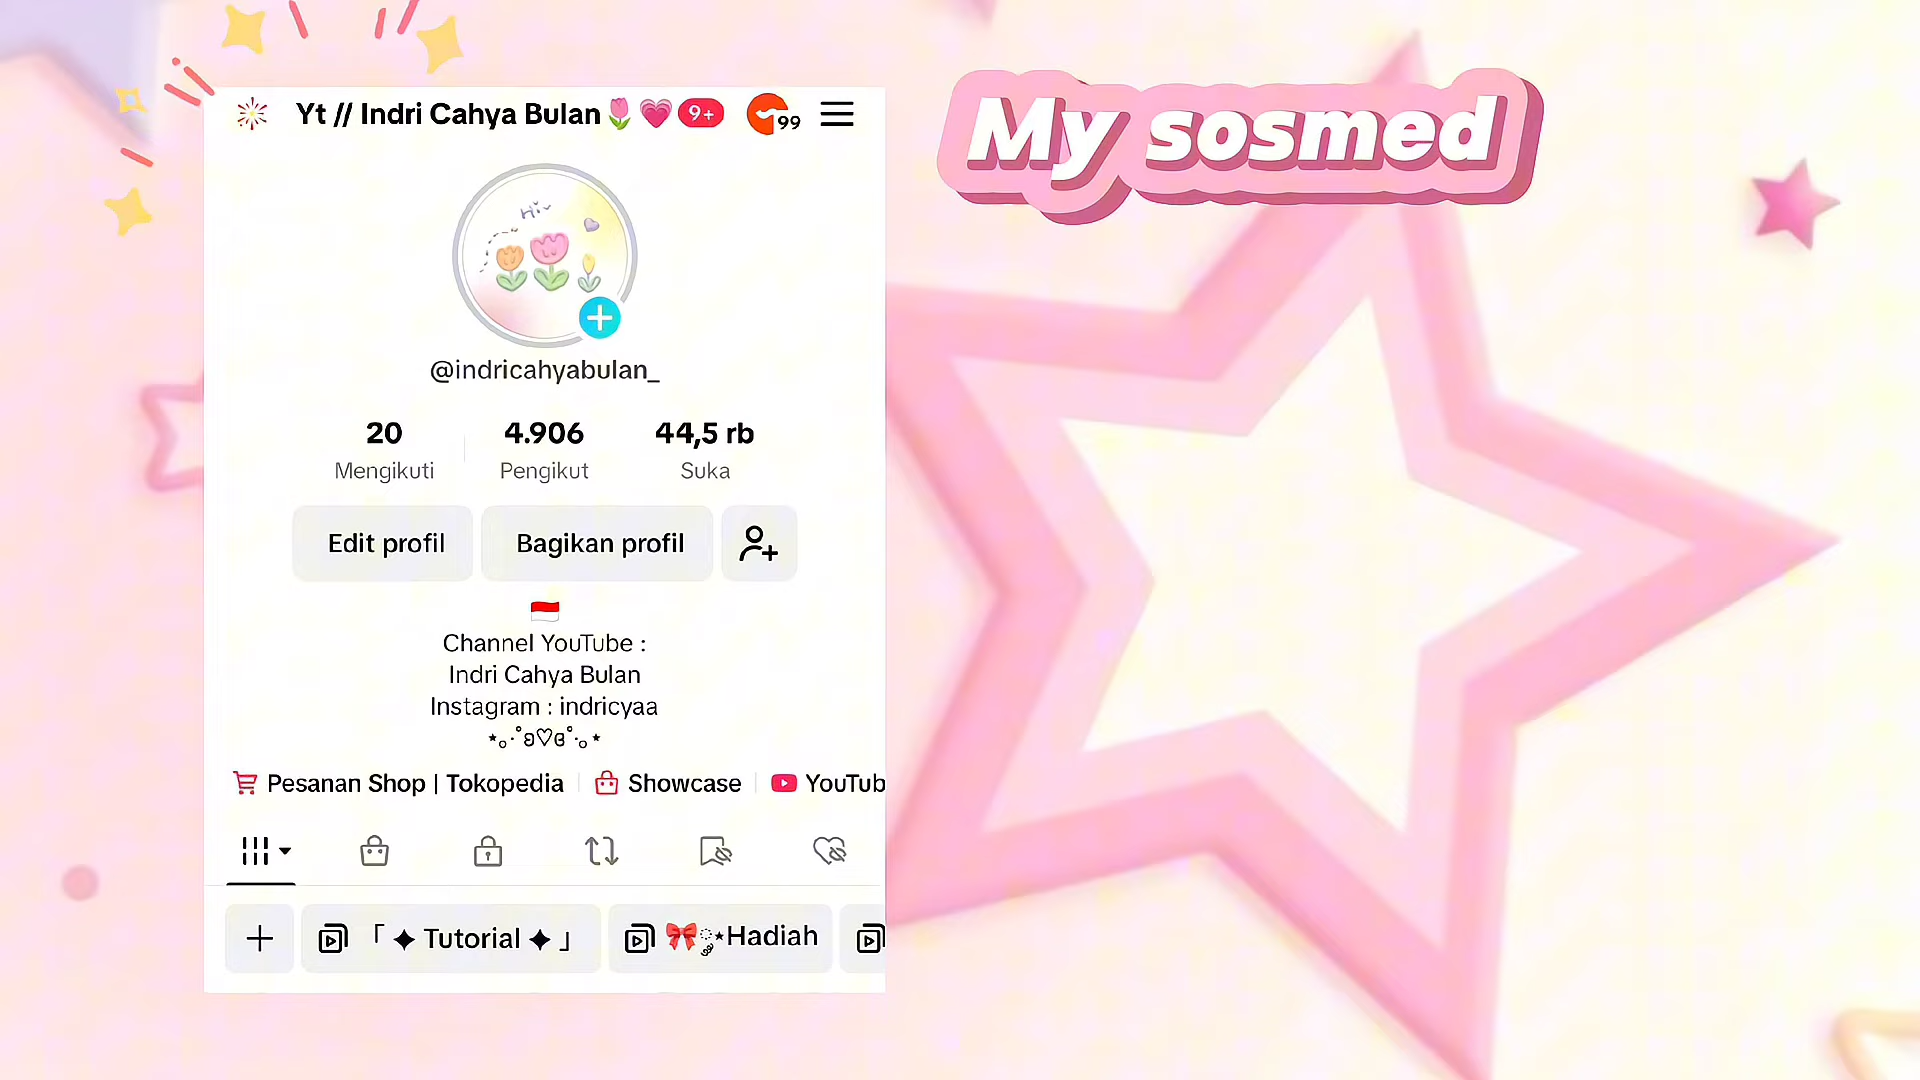 Yt // Indri Cahya Bulan🌷💗 9+ 99
My sosmed
Hi
@indricahyabulan_
20 4.906 44,5 rb
Mengikuti Pengikut Suka
Edit profil Bagikan profil
🇮🇩
Channel YouTube :
Indri Cahya Bulan
Instagram : indricyaa
⋆｡‧˚ʚ♡ɞ˚‧｡⋆
Pesanan Shop | Tokopedia Showcase YouTub
「 ✦ Tutorial ✦ 」 🎀 ༘⋆Hadiah